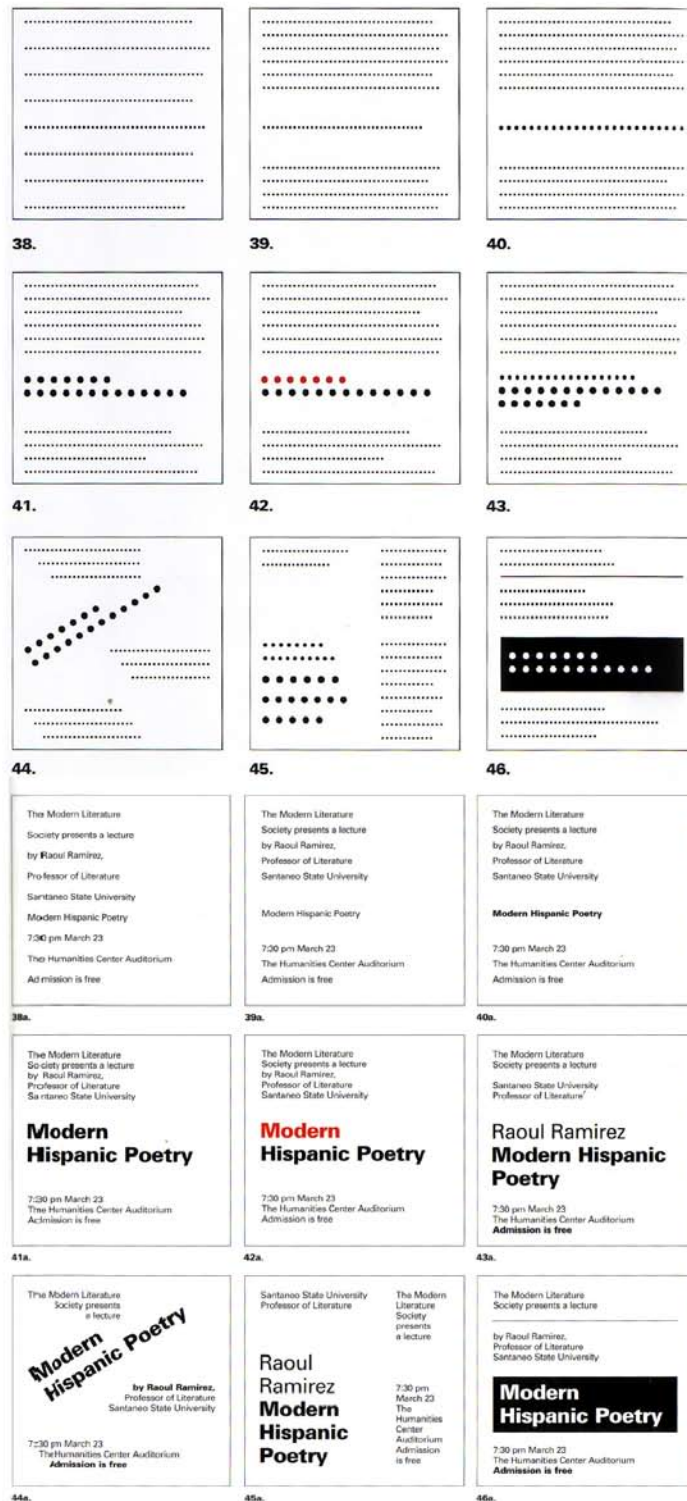 38.
39.
40.
41.
42.
43.
44.
45.
46.
The Modern Literature
Society presents a lecture
by Raoul Ramirez,
Professor of Literature
Santaneo State University
Modern Hispanic Poetry
7:30 pm March 23
The Humanities Center Auditorium
Admission is free
38a.
The Modern Literature
Society presents a lecture
by Raoul Ramirez,
Professor of Literature
Santaneo State University
Modern Hispanic Poetry
7:30 pm March 23
The Humanities Center Auditorium
Admission is free
39a.
The Modern Literature
Society presents a lecture
by Raoul Ramirez,
Professor of Literature
Santaneo State University
Modern Hispanic Poetry
7:30 pm March 23
The Humanities Center Auditorium
Admission is free
40a.
The Modern Literature
Society presents a lecture
by Raoul Ramirez,
Professor of Literature
Santaneo State University
Modern
Hispanic Poetry
7:30 pm March 23
The Humanities Center Auditorium
Admission is free
41a.
The Modern Literature
Society presents a lecture
by Raoul Ramirez,
Professor of Literature
Santaneo State University
Modern
Hispanic Poetry
7:30 pm March 23
The Humanities Center Auditorium
Admission is free
42a.
The Modern Literature
Society presents a lecture
Santaneo State University
Professor of Literature
Raoul Ramirez
Modern Hispanic
Poetry
7:30 pm March 23
The Humanities Center Auditorium
Admission is free
43a.
The Modern Literature
Society presents
a lecture
Modern
Hispanic Poetry
by Raoul Ramirez,
Professor of Literature
Santaneo State University
7:30 pm March 23
The Humanities Center Auditorium
Admission is free
44a.
Santaneo State University
Professor of Literature
The Modern
Literature
Society
presents
a lecture
Raoul
Ramirez
Modern
Hispanic
Poetry
7:30 pm
March 23
The
Humanities
Center
Auditorium
Admission
is free
45a.
The Modern Literature
Society presents a lecture
by Raoul Ramirez,
Professor of Literature
Santaneo State University
Modern
Hispanic Poetry
7:30 pm March 23
The Humanities Center Auditorium
Admission is free
46a.